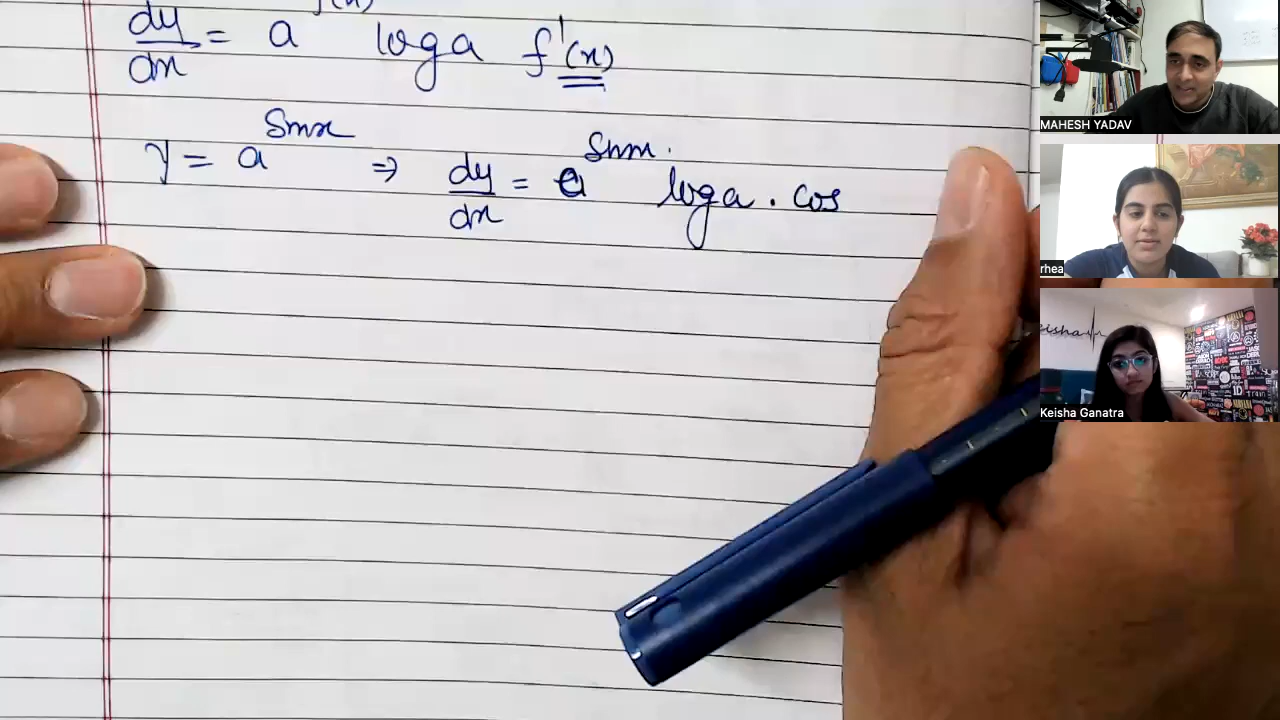 dy/dx = a^f(x) log a f'(x)
y = a^sinx ⇒ dy/dx = a^sinx. log a . cos
MAHESH YADAV
rhea
Keisha Ganatra